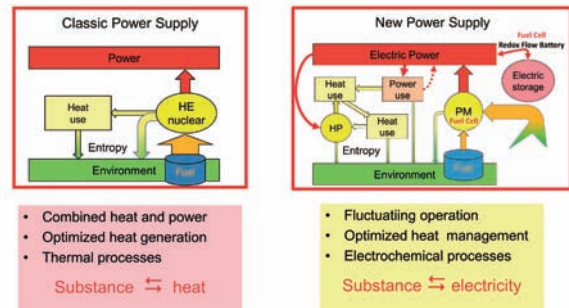 Classic Power Supply
Power
HE
nuclear
Heat
use
Entropy
Environment
Fuel
• Combined heat and power
• Optimized heat generation
• Thermal processes
Substance ⇆ heat
New Power Supply
Fuel Cell
Redox Flow Battery
Electric Power
Electric
storage
Heat
use
Power
use
PM
Fuel Cell
HP
Heat
use
Entropy
Environment
Fuel
• Fluctuatiing operation
• Optimized heat management
• Electrochemical processes
Substance ⇆ electricity